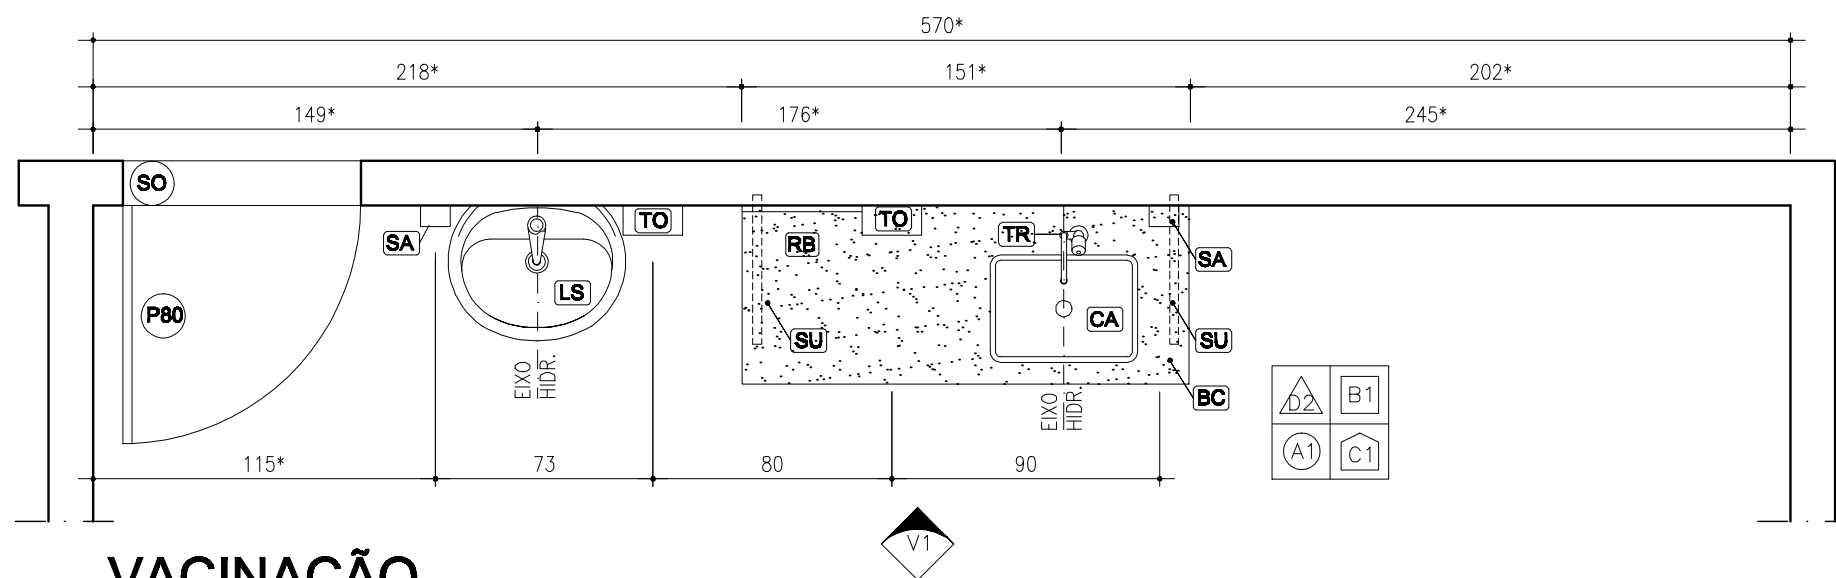 570*
218* 151* 202*
149* 176* 245*
SO
SA TO TO TR
RB SA
LS
P80 CA
SU SU
EIXO
HIDR.
EIXO
HIDR.
BC
D2 B1
A1 C1
115* 73 80 90
V1
VACINAÇÃO